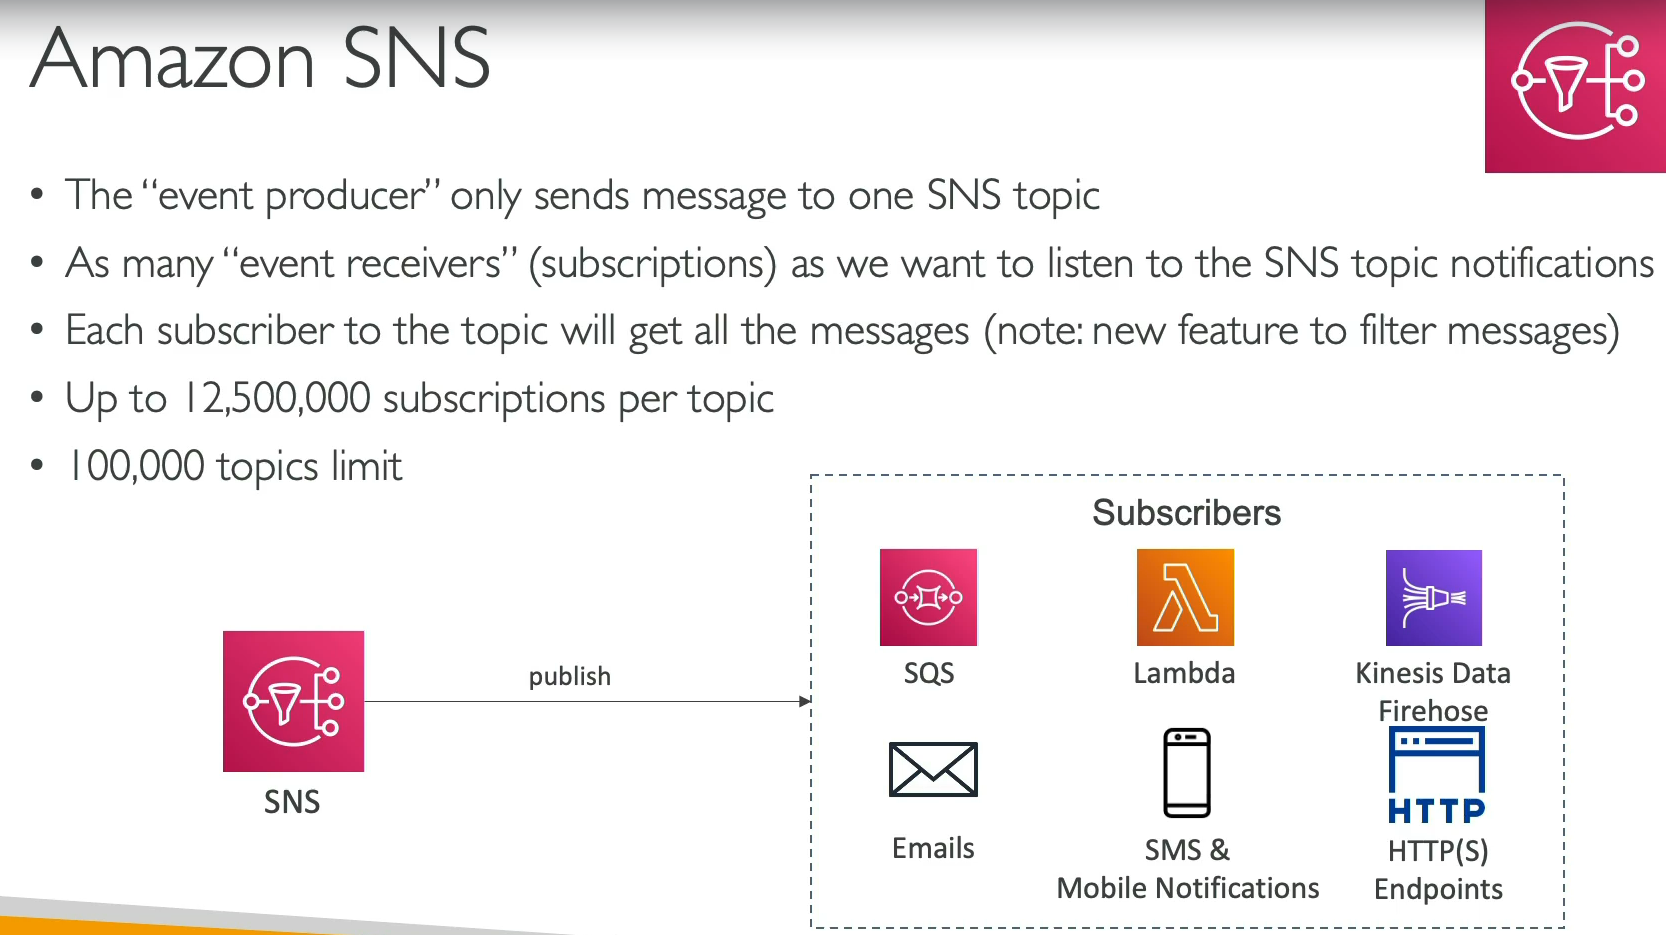 Amazon SNS
• The “event producer” only sends message to one SNS topic
• As many “event receivers” (subscriptions) as we want to listen to the SNS topic notifications
• Each subscriber to the topic will get all the messages (note: new feature to filter messages)
• Up to 12,500,000 subscriptions per topic
• 100,000 topics limit
Subscribers
SQS
Lambda
Kinesis Data
Firehose
publish
SNS
HTTP
Emails
SMS &
Mobile Notifications
HTTP(S)
Endpoints